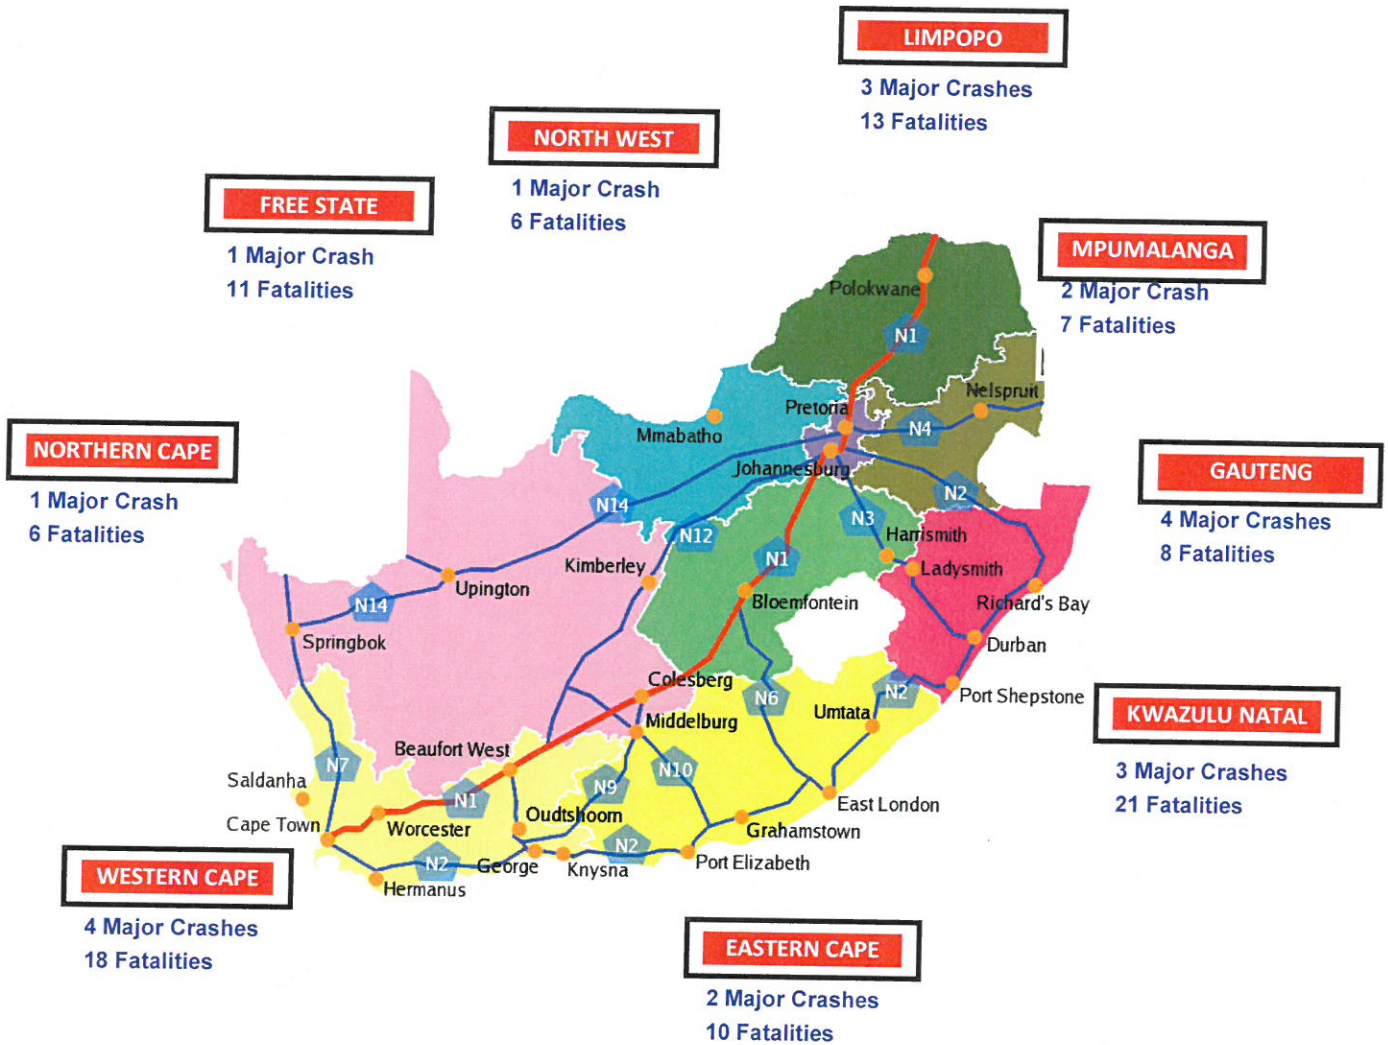 LIMPOPO
3 Major Crashes
13 Fatalities
NORTH WEST
1 Major Crash
6 Fatalities
FREE STATE
1 Major Crash
11 Fatalities
MPUMALANGA
2 Major Crash
7 Fatalities
NORTHERN CAPE
1 Major Crash
6 Fatalities
GAUTENG
4 Major Crashes
8 Fatalities
KWAZULU NATAL
3 Major Crashes
21 Fatalities
WESTERN CAPE
4 Major Crashes
18 Fatalities
EASTERN CAPE
2 Major Crashes
10 Fatalities
Polokwane
N1
Nelspruit
Pretoria
N4
Mmabatho
Johannesburg
N14
N2
N12
N3
Harrismith
N1
Kimberley
Ladysmith
Upington
N14
Bloemfontein
Richard's Bay
Springbok
Durban
Colesberg
N6
N2
Port Shepstone
Middelburg
Umtata
Beaufort West
N7
N10
Saldanha
N9
N1
East London
Cape Town
Worcester
Oudtshoorn
Grahamstown
N2
George
Knysna
N2
Port Elizabeth
Hermanus